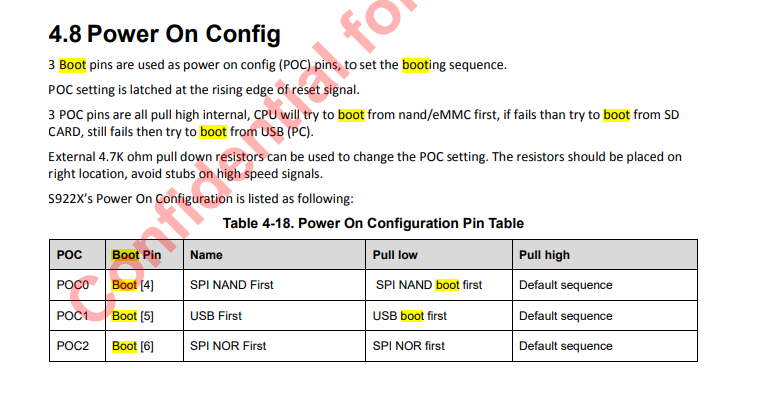 4.8 Power On Config
3 Boot pins are used as power on config (POC) pins, to set the booting sequence.
POC setting is latched at the rising edge of reset signal.
3 POC pins are all pull high internal, CPU will try to boot from nand/eMMC first, if fails than try to boot from SD
CARD, still fails then try to boot from USB (PC).
External 4.7K ohm pull down resistors can be used to change the POC setting. The resistors should be placed on
right location, avoid stubs on high speed signals.
S922X's Power On Configuration is listed as following:
Table 4-18. Power On Configuration Pin Table
POC Boot Pin Name Pull low Pull high
POC0 Boot [4] SPI NAND First SPI NAND boot first Default sequence
POC1 Boot [5] USB First USB boot first Default sequence
POC2 Boot [6] SPI NOR First SPI NOR first Default sequence
Confidential for